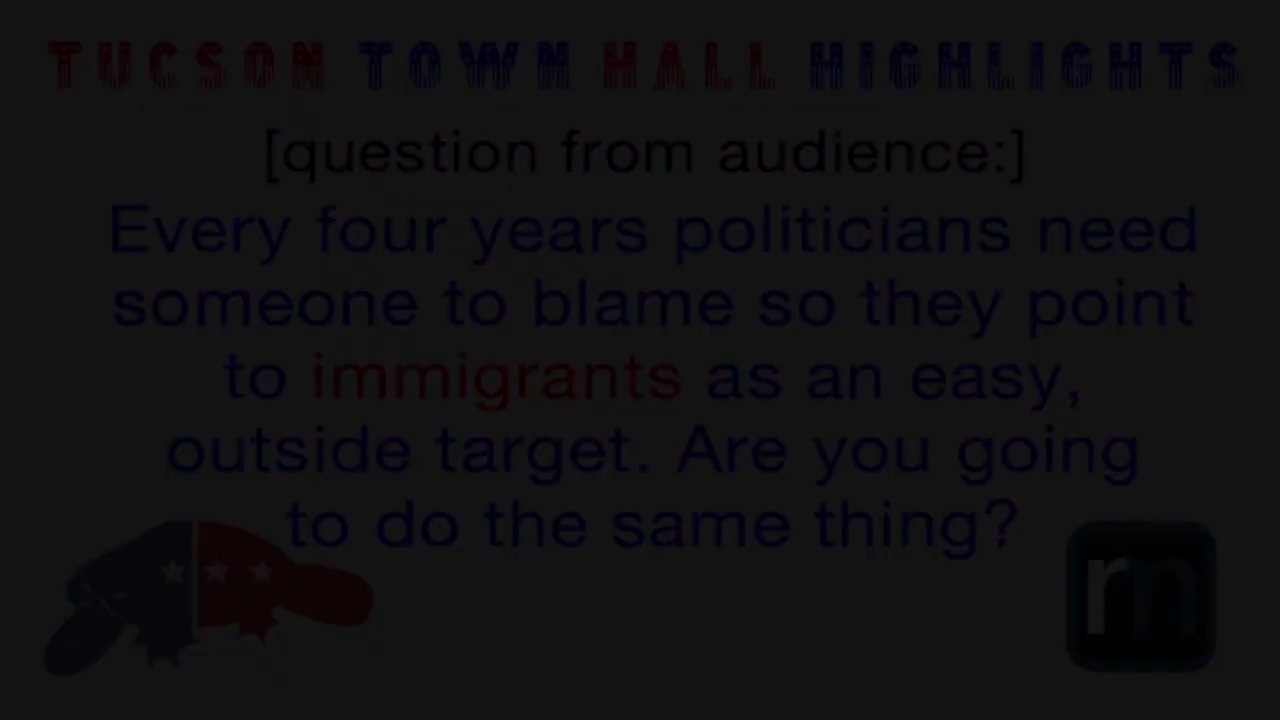 TUCSON TOWN HALL HIGHLIGHTS
[question from audience:]
Every four years politicians need
someone to blame so they point
to immigrants as an easy,
outside target. Are you going
to do the same thing?
m